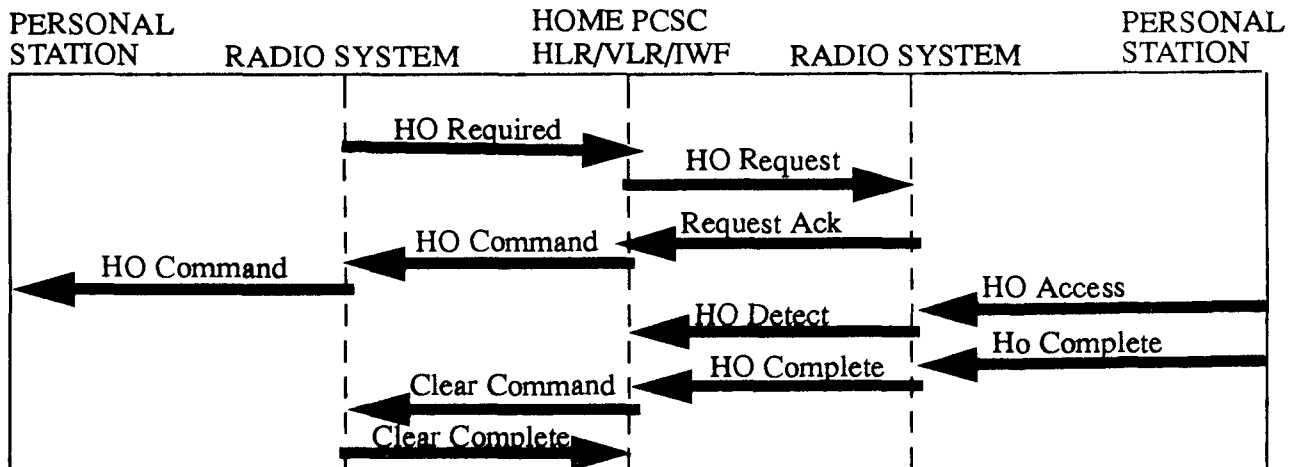 PERSONAL STATION
RADIO SYSTEM
HOME PCSC HLR/VLR/IWF
RADIO SYSTEM
PERSONAL STATION
HO Required
HO Request
Request Ack
HO Command
HO Command
HO Access
HO Detect
Ho Complete
HO Complete
Clear Command
Clear Complete